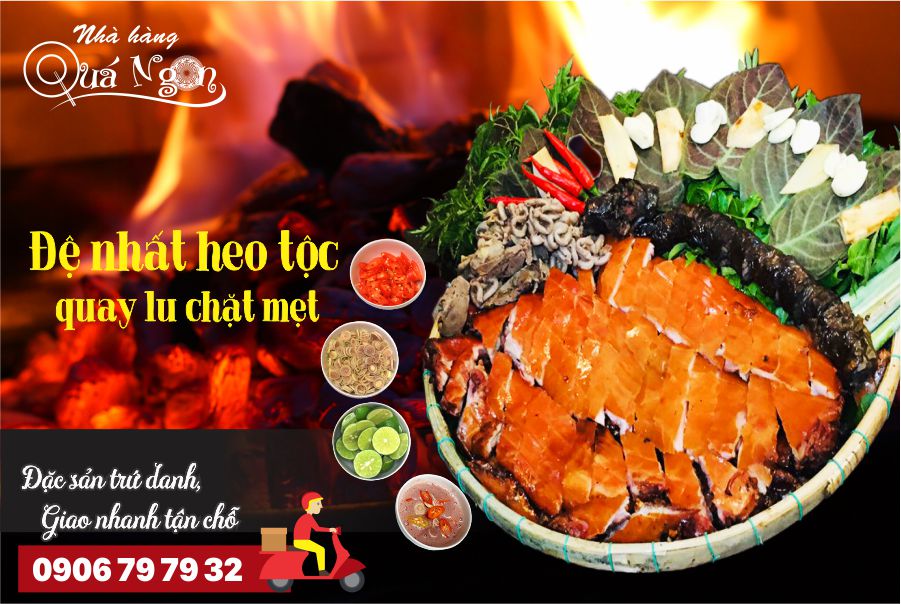 Nhà hàng
Quá Ngon
Đệ nhất heo tộc
quay lu chặt mẹt
Đặc sản trứ danh,
Giao nhanh tận chỗ
0906 79 79 32